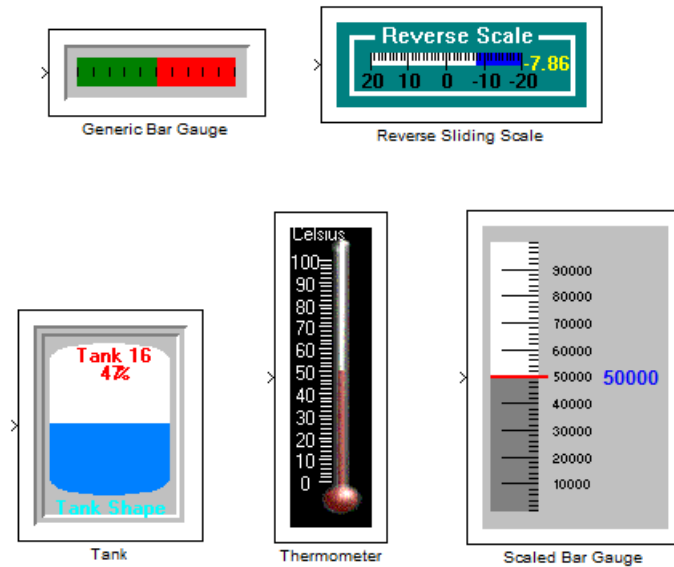 Generic Bar Gauge
Reverse Scale
-7.86
20 10 0 -10 -20
Reverse Sliding Scale
Tank 16
47%
Tank Shape
Tank
Celsius
100
90
80
70
60
50
40
30
20
10
0
Thermometer
90000
80000
70000
60000
50000 50000
40000
30000
20000
10000
Scaled Bar Gauge